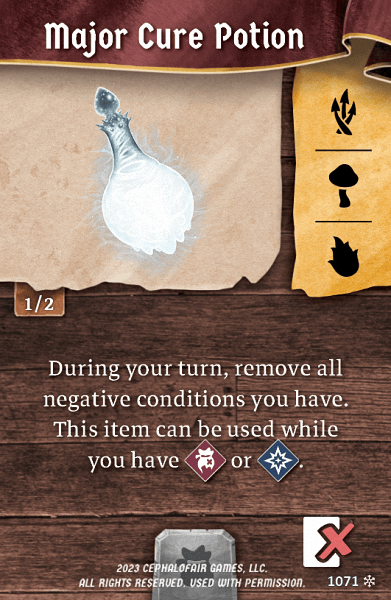 Major Cure Potion
1/2
During your turn, remove all
negative conditions you have.
This item can be used while
you have or .
2023 CEPHALOFAIR GAMES, LLC.
ALL RIGHTS RESERVED. USED WITH PERMISSION.
1071